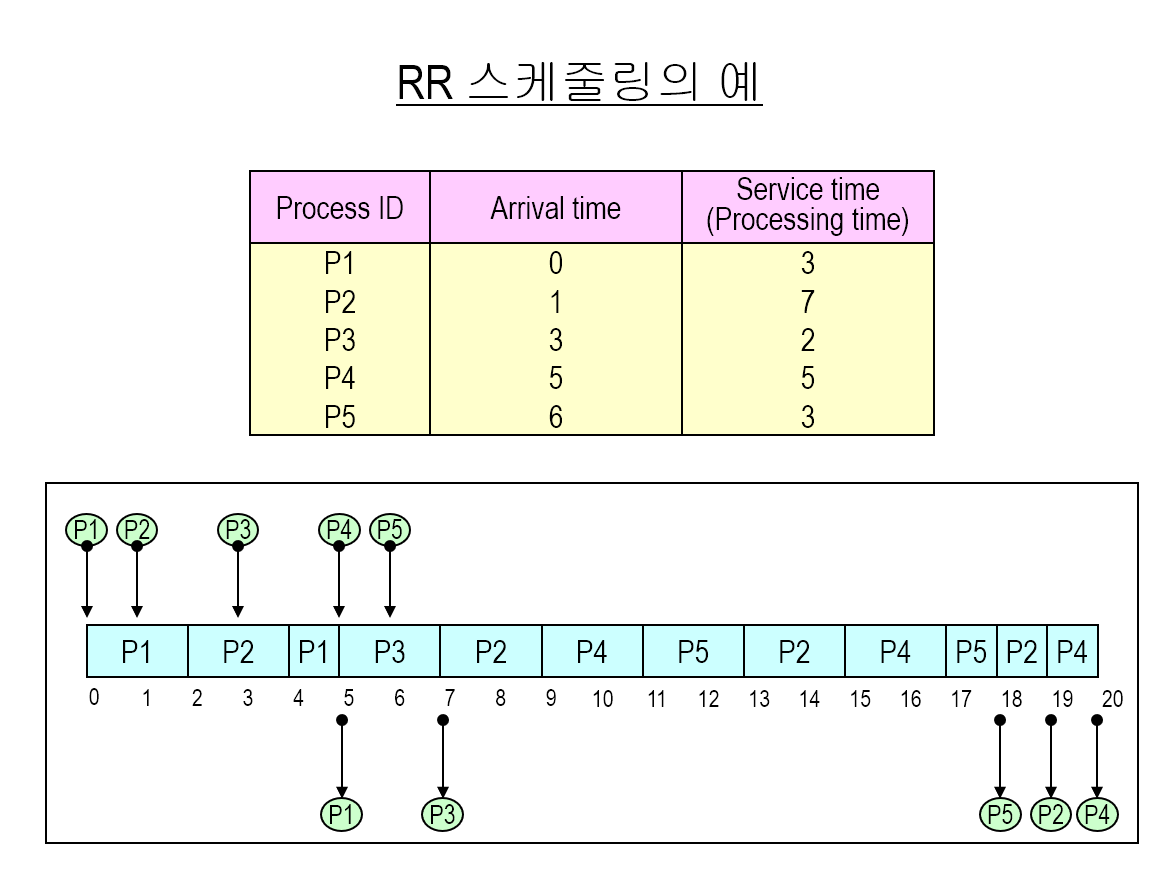 RR 스케줄링의 예
Process ID Arrival time Service time
(Processing time)
P1 0 3
P2 1 7
P3 3 2
P4 5 5
P5 6 3
P1 P2 P3 P4 P5
P1 P2 P1 P3 P2 P4 P5 P2 P4 P5 P2 P4
0 1 2 3 4 5 6 7 8 9 10 11 12 13 14 15 16 17 18 19 20
P1 P3 P5 P2 P4